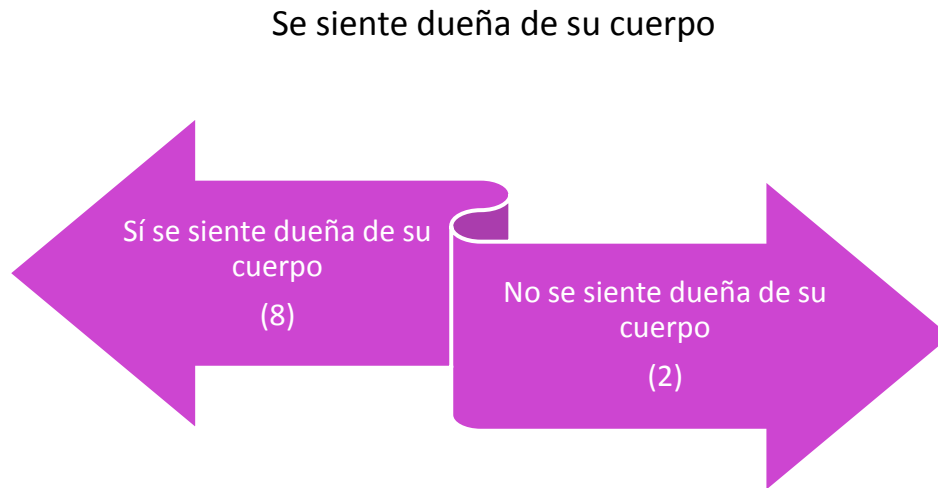 Se siente dueña de su cuerpo
Sí se siente dueña de su
cuerpo
(8)
No se siente dueña de su
cuerpo
(2)